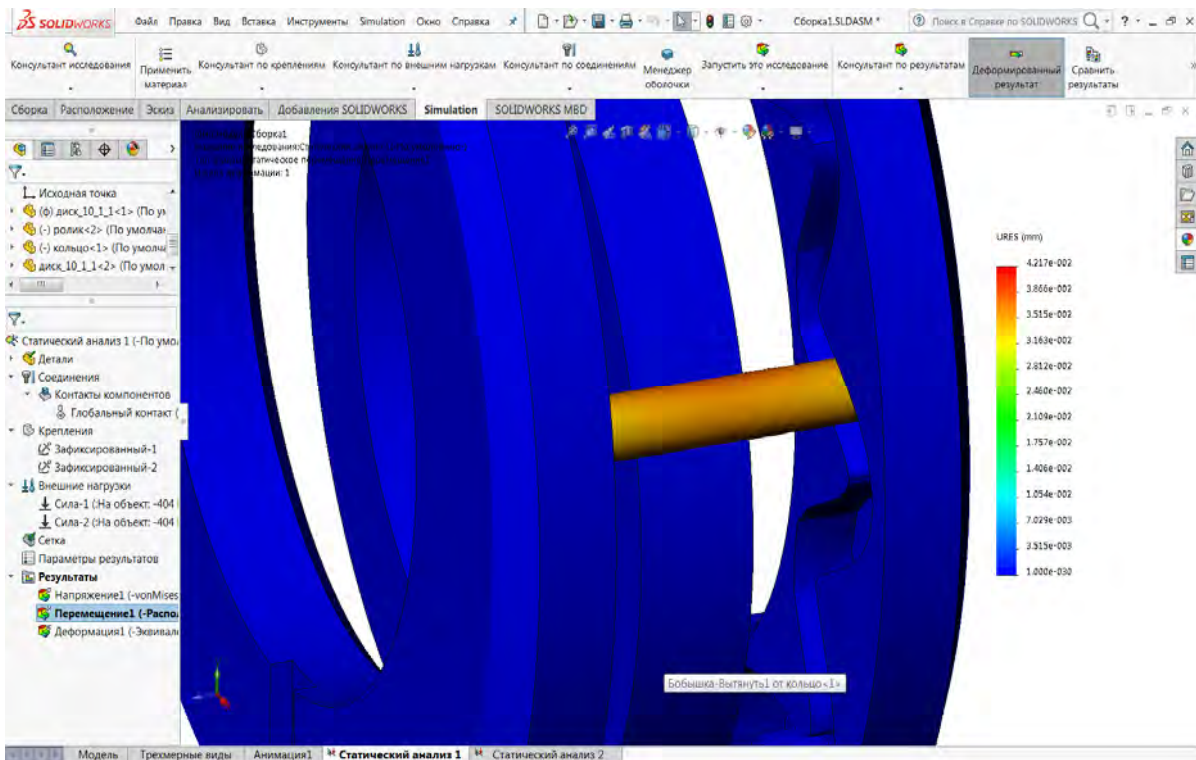 SOLIDWORKS Файл Правка Вид Вставка Инструменты Simulation Окно Справка Сборка1.SLDASM * Поиск в Справке по SOLIDWORKS
Консультант исследования
Применить материал
Консультант по креплениям
Консультант по внешним нагрузкам
Консультант по соединениям
Менеджер оболочки
Запустить это исследование
Консультант по результатам
Деформированный результат
Сравнить результаты
Сборка Расположение Эскиз Анализировать Добавления SOLIDWORKS Simulation SOLIDWORKS MBD
Исходная точка
(ф) диск_10_1_1<1> (По ум
(-) ролик<2> (По умолчан
(-) кольцо<1> (По умолча
диск_10_1_1<2> (По умол
Статический анализ 1 (-По умол
Детали
Соединения
Контакты компонентов
Глобальный контакт (
Крепления
Зафиксированный-1
Зафиксированный-2
Внешние нагрузки
Сила-1 (:На объект: -404
Сила-2 (:На объект: -404
Сетка
Параметры результатов
Результаты
Напряжение1 (-vonMises
Перемещение1 (-Распо.
Деформация1 (-Эквивале
URES (mm)
4.217e-002
3.866e-002
3.515e-002
3.163e-002
2.812e-002
2.460e-002
2.109e-002
1.757e-002
1.406e-002
1.054e-002
7.029e-003
3.515e-003
1.000e-030
Бобышка-Вытянуть1 от кольцо<1>
Модель Трехмерные виды Анимация1 Статический анализ 1 Статический анализ 2